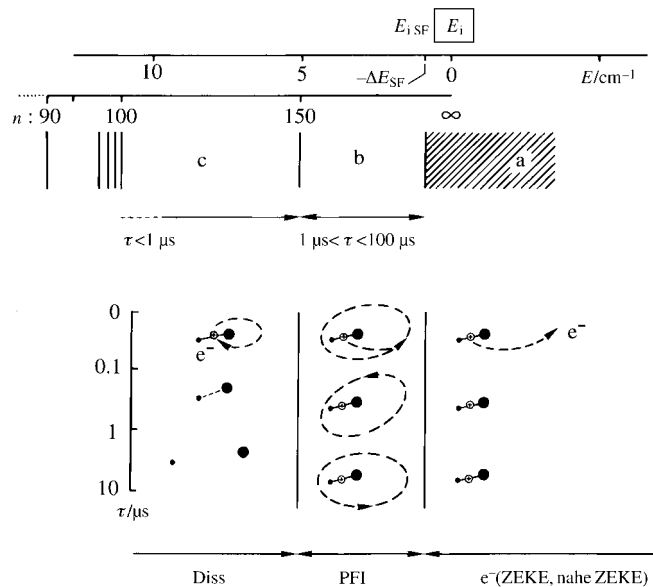 E_i SF E_i
10 5 −ΔE_SF 0 E/cm⁻¹
n : 90 100 150 ∞
c b a
τ<1 μs 1 μs< τ <100 μs
0
e⁻ e⁻
0.1
1
10
τ/μs
Diss PFI e⁻(ZEKE, nahe ZEKE)